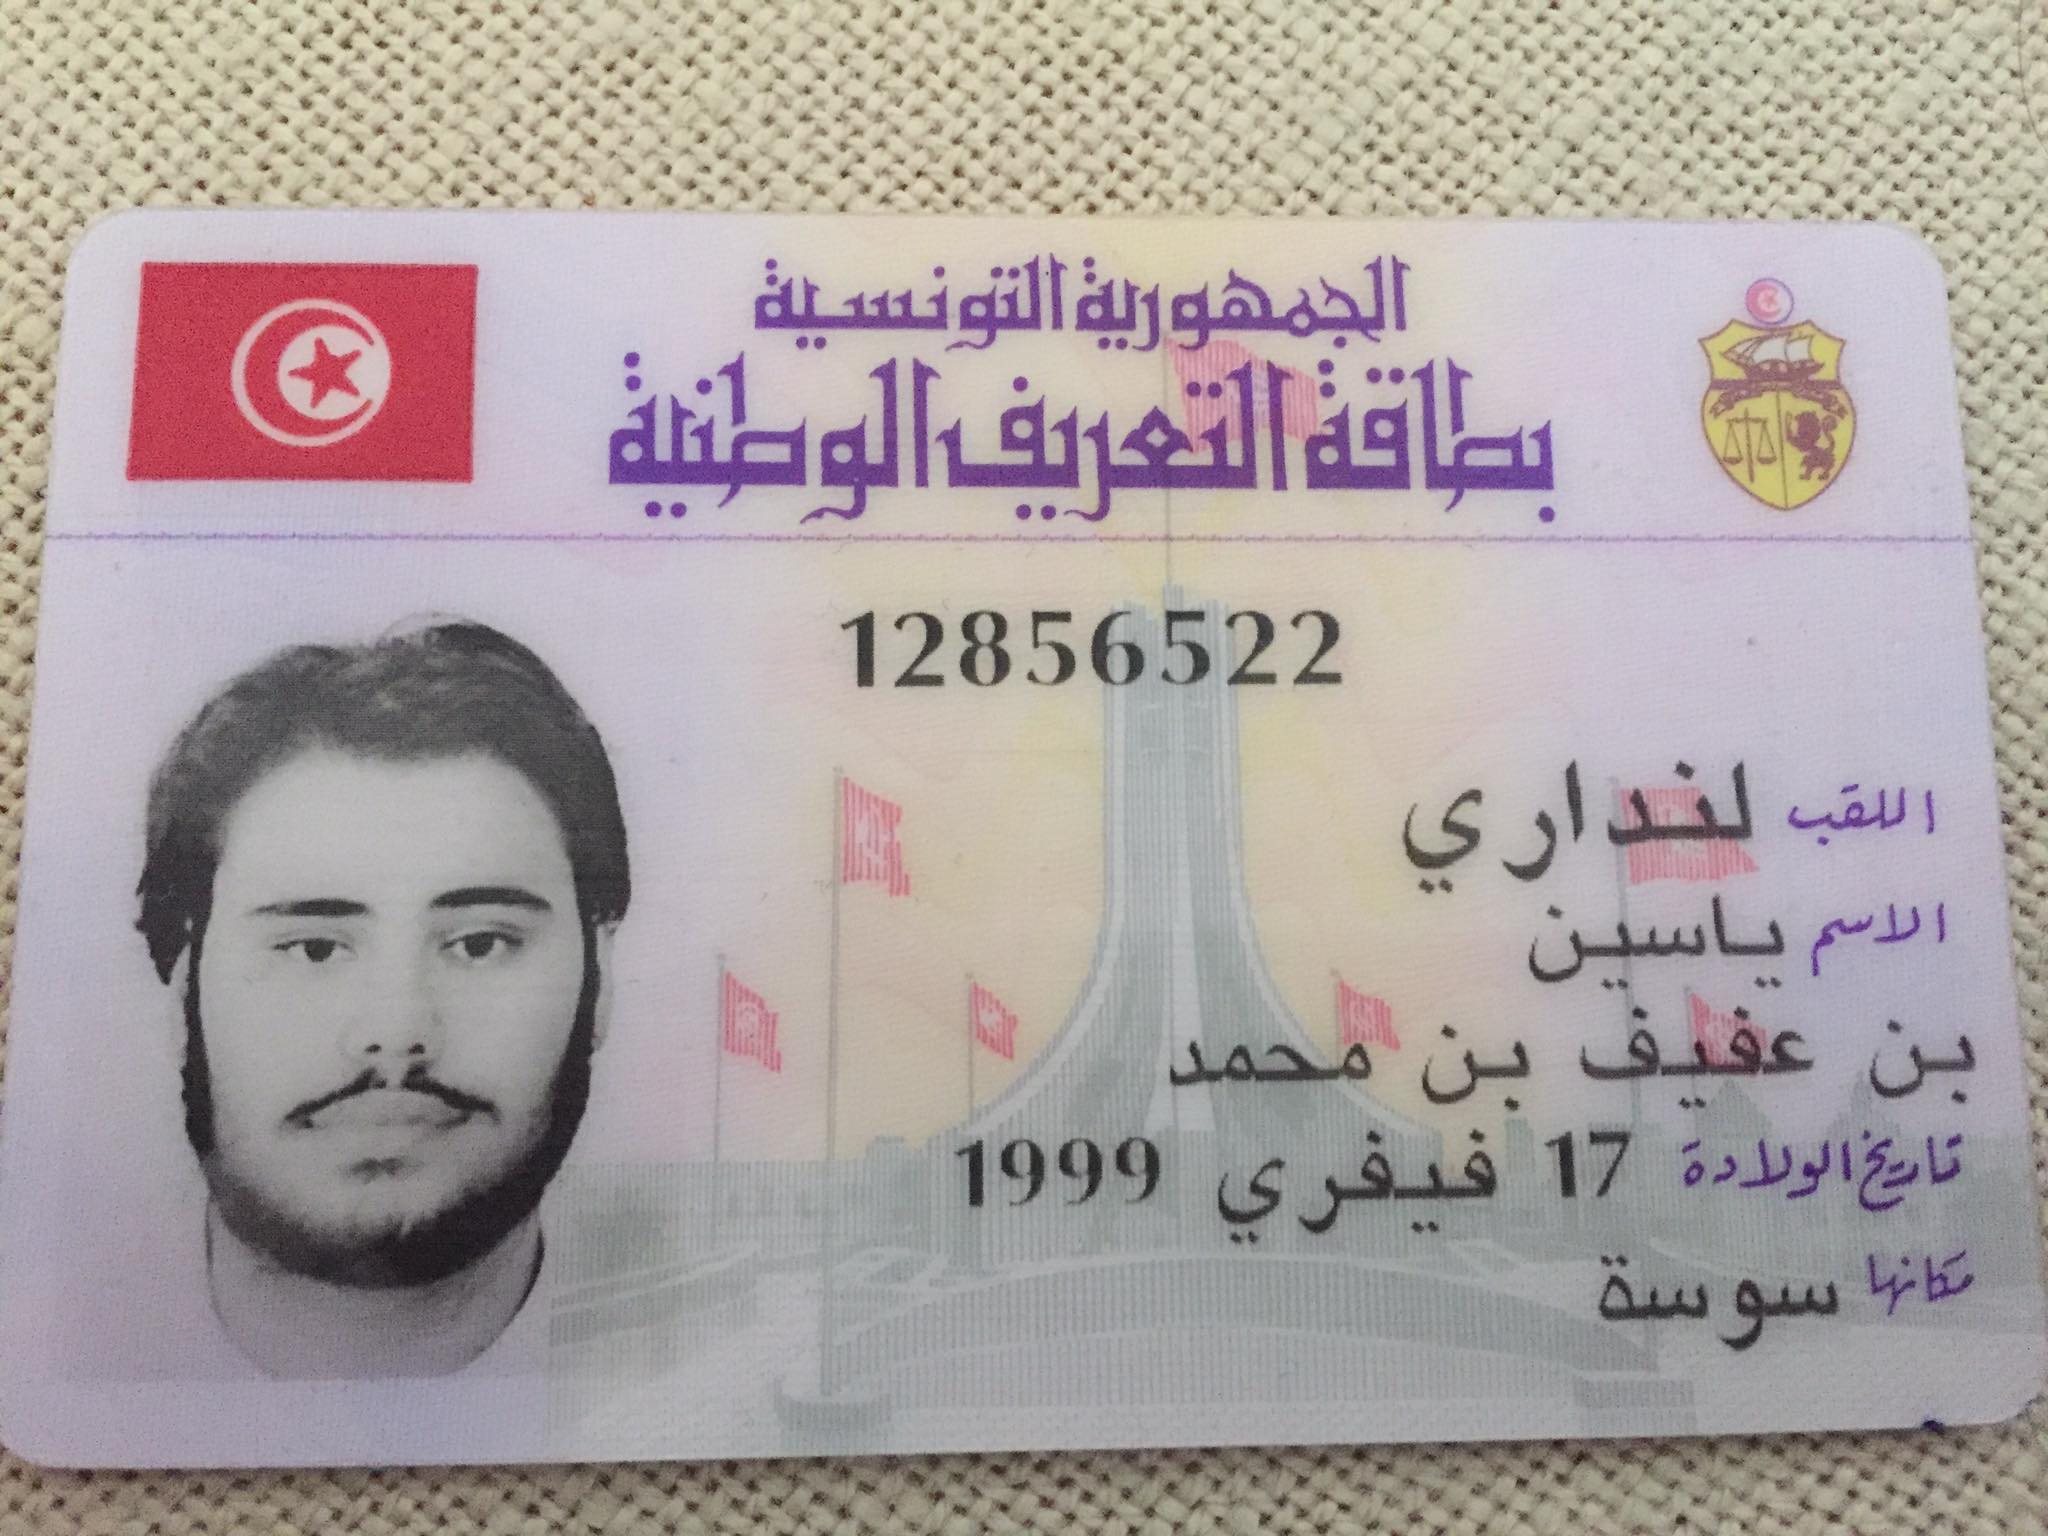 الجمهورية التونسية
بطاقة التعريف الوطنية
12856522
اللقب لنداري
الاسم ياسين
بن عفيف بن محمد
تاريخ الولادة 17 فيفري 1999
مكانها سوسة